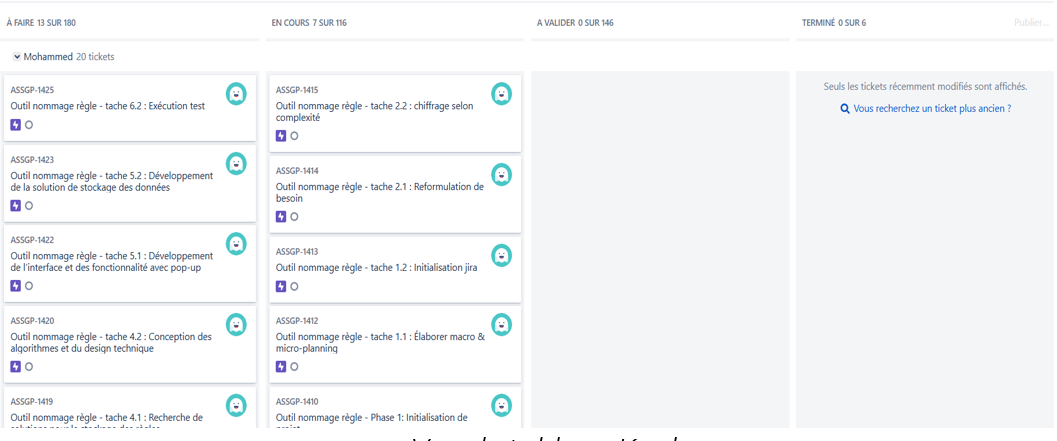 À FAIRE 13 SUR 180
EN COURS 7 SUR 116
A VALIDER 0 SUR 146
TERMINÉ 0 SUR 6
Publier...
Mohammed 20 tickets
ASSGP-1425
Outil nommage règle - tache 6.2 : Exécution test
ASSGP-1423
Outil nommage règle - tache 5.2 : Développement
de la solution de stockage des données
ASSGP-1422
Outil nommage règle - tache 5.1 : Développement
de l'interface et des fonctionnalité avec pop-up
ASSGP-1420
Outil nommage règle - tache 4.2 : Conception des
algorithmes et du design technique
ASSGP-1419
Outil nommage règle - tache 4.1 : Recherche de
ASSGP-1415
Outil nommage règle - tache 2.2 : chiffrage selon
complexité
ASSGP-1414
Outil nommage règle - tache 2.1 : Reformulation de
besoin
ASSGP-1413
Outil nommage règle - tache 1.2 : Initialisation jira
ASSGP-1412
Outil nommage règle - tache 1.1 : Élaborer macro &
micro-planning
ASSGP-1410
Outil nommage règle - Phase 1: Initialisation de
Seuls les tickets récemment modifiés sont affichés.
Vous recherchez un ticket plus ancien ?